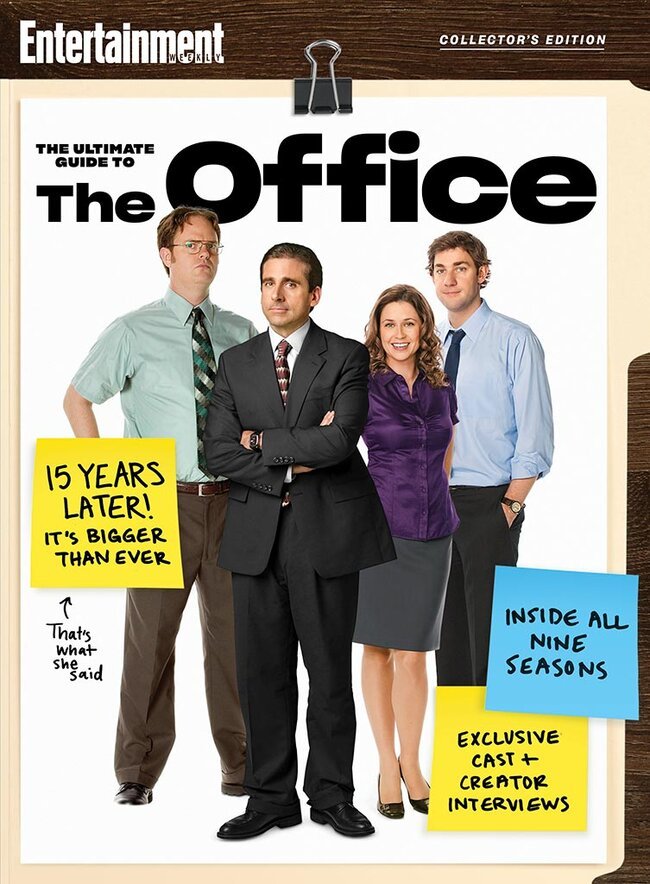 Entertainment
WEEKLY
COLLECTOR'S EDITION
THE ULTIMATE
GUIDE TO
The Office
15 YEARS
LATER!
IT'S BIGGER
THAN EVER
That's
what
she
said
INSIDE ALL
NINE
SEASONS
EXCLUSIVE
CAST +
CREATOR
INTERVIEWS